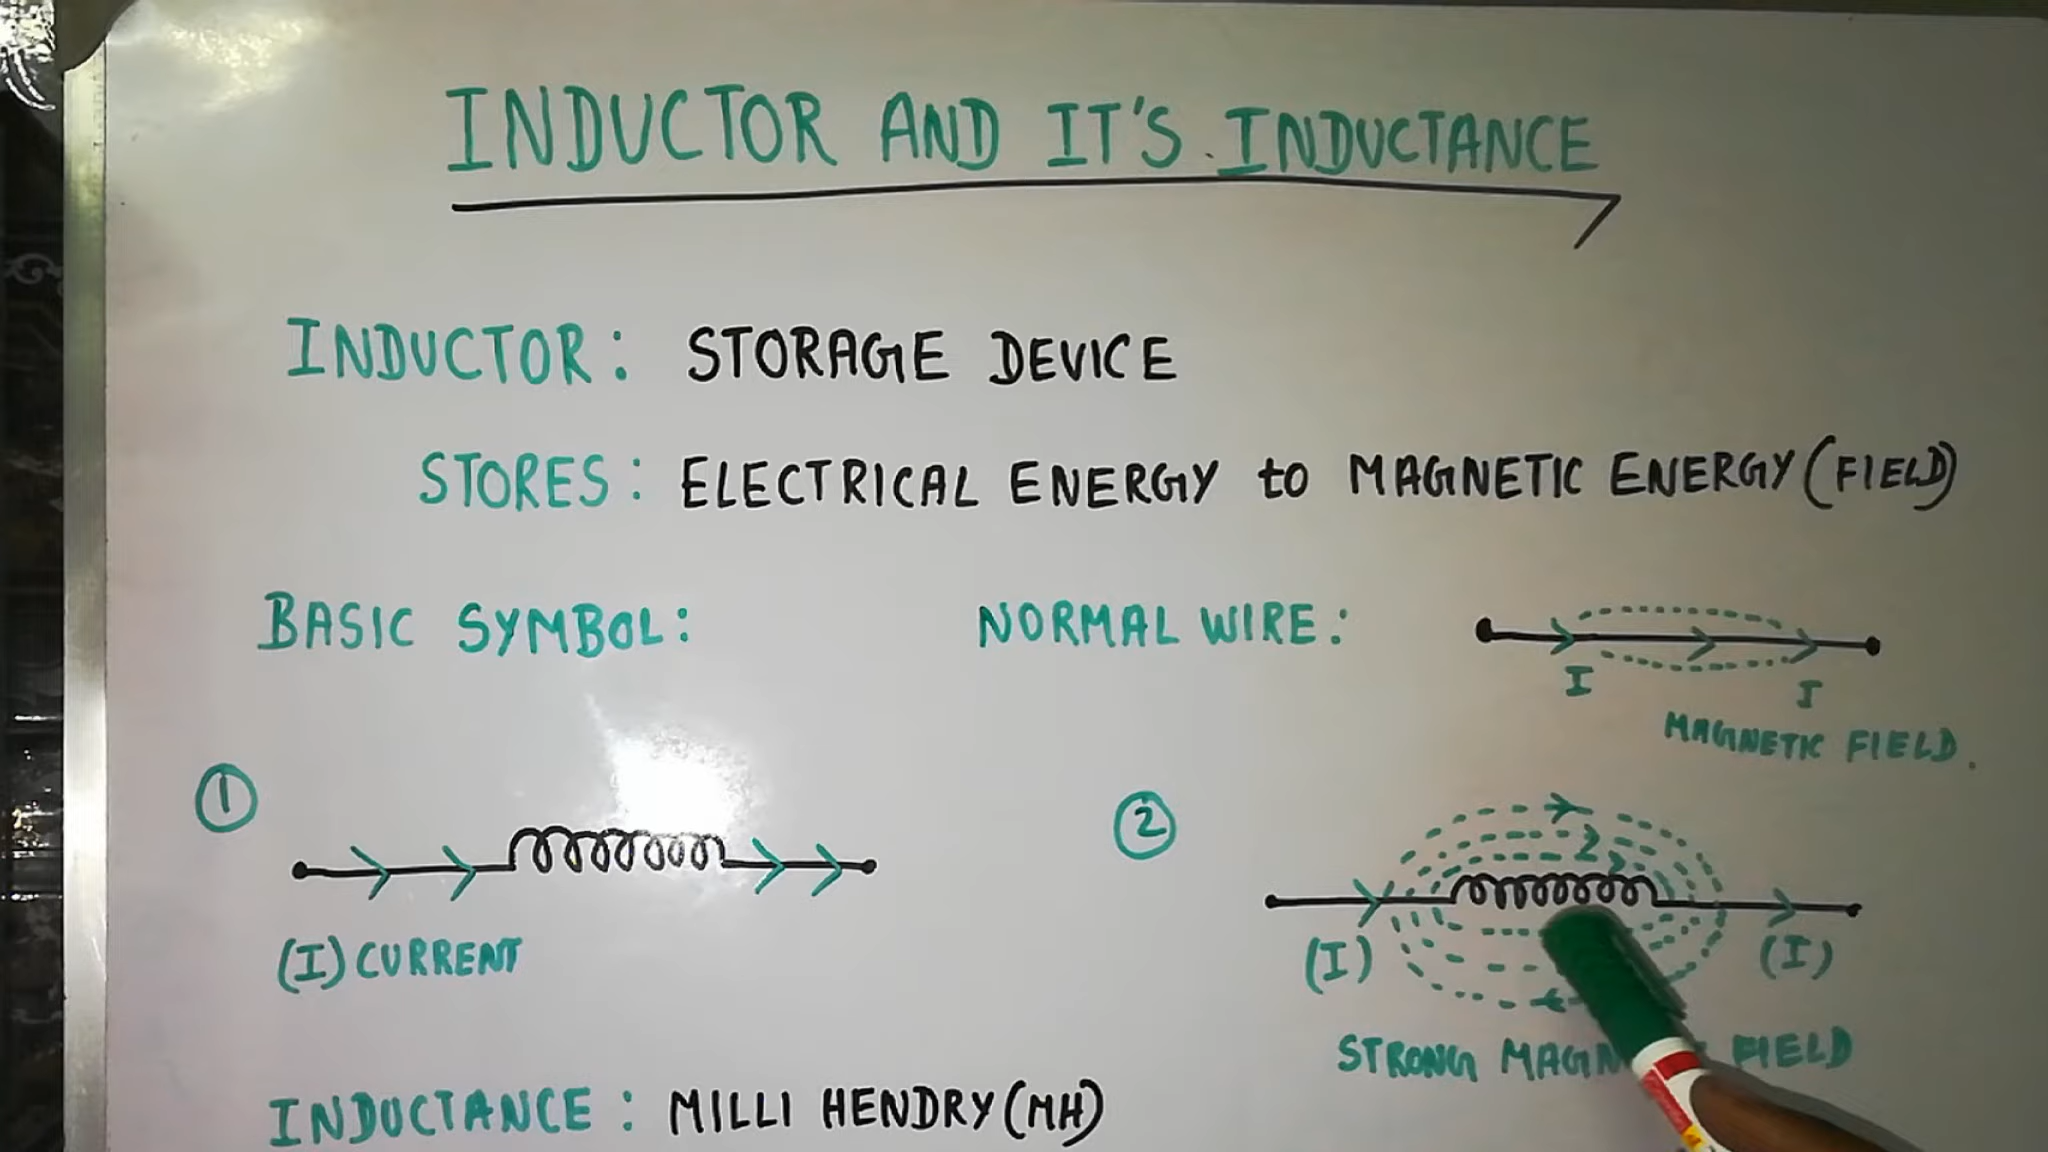 INDUCTOR AND IT'S INDUCTANCE
INDUCTOR: STORAGE DEVICE
STORES: ELECTRICAL ENERGY to MAGNETIC ENERGY (FIELD)
BASIC SYMBOL:
NORMAL WIRE:
I I
MAGNETIC FIELD.
1
(I) CURRENT
2
(I) (I)
STRONG FIELD
INDUCTANCE: MILLI HENDRY (MH)